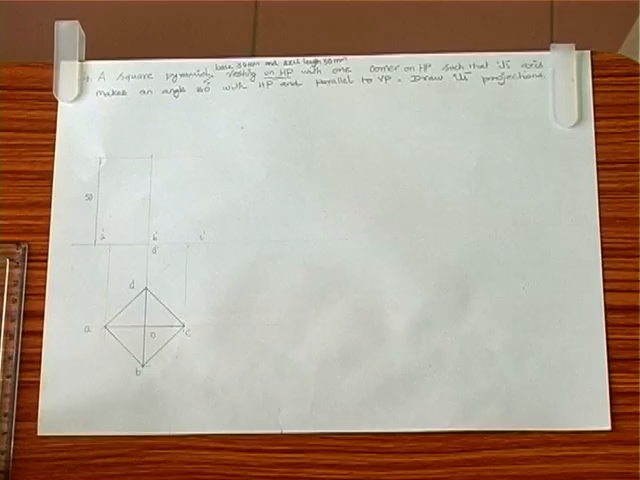 base 30mm and axis length 50mm
A square pyramid, resting on HP with one corner on HP such that its axis
makes an angle with HP and parallel to VP. Draw its projections.
50
a' b' c'
d'
d
a o c
b